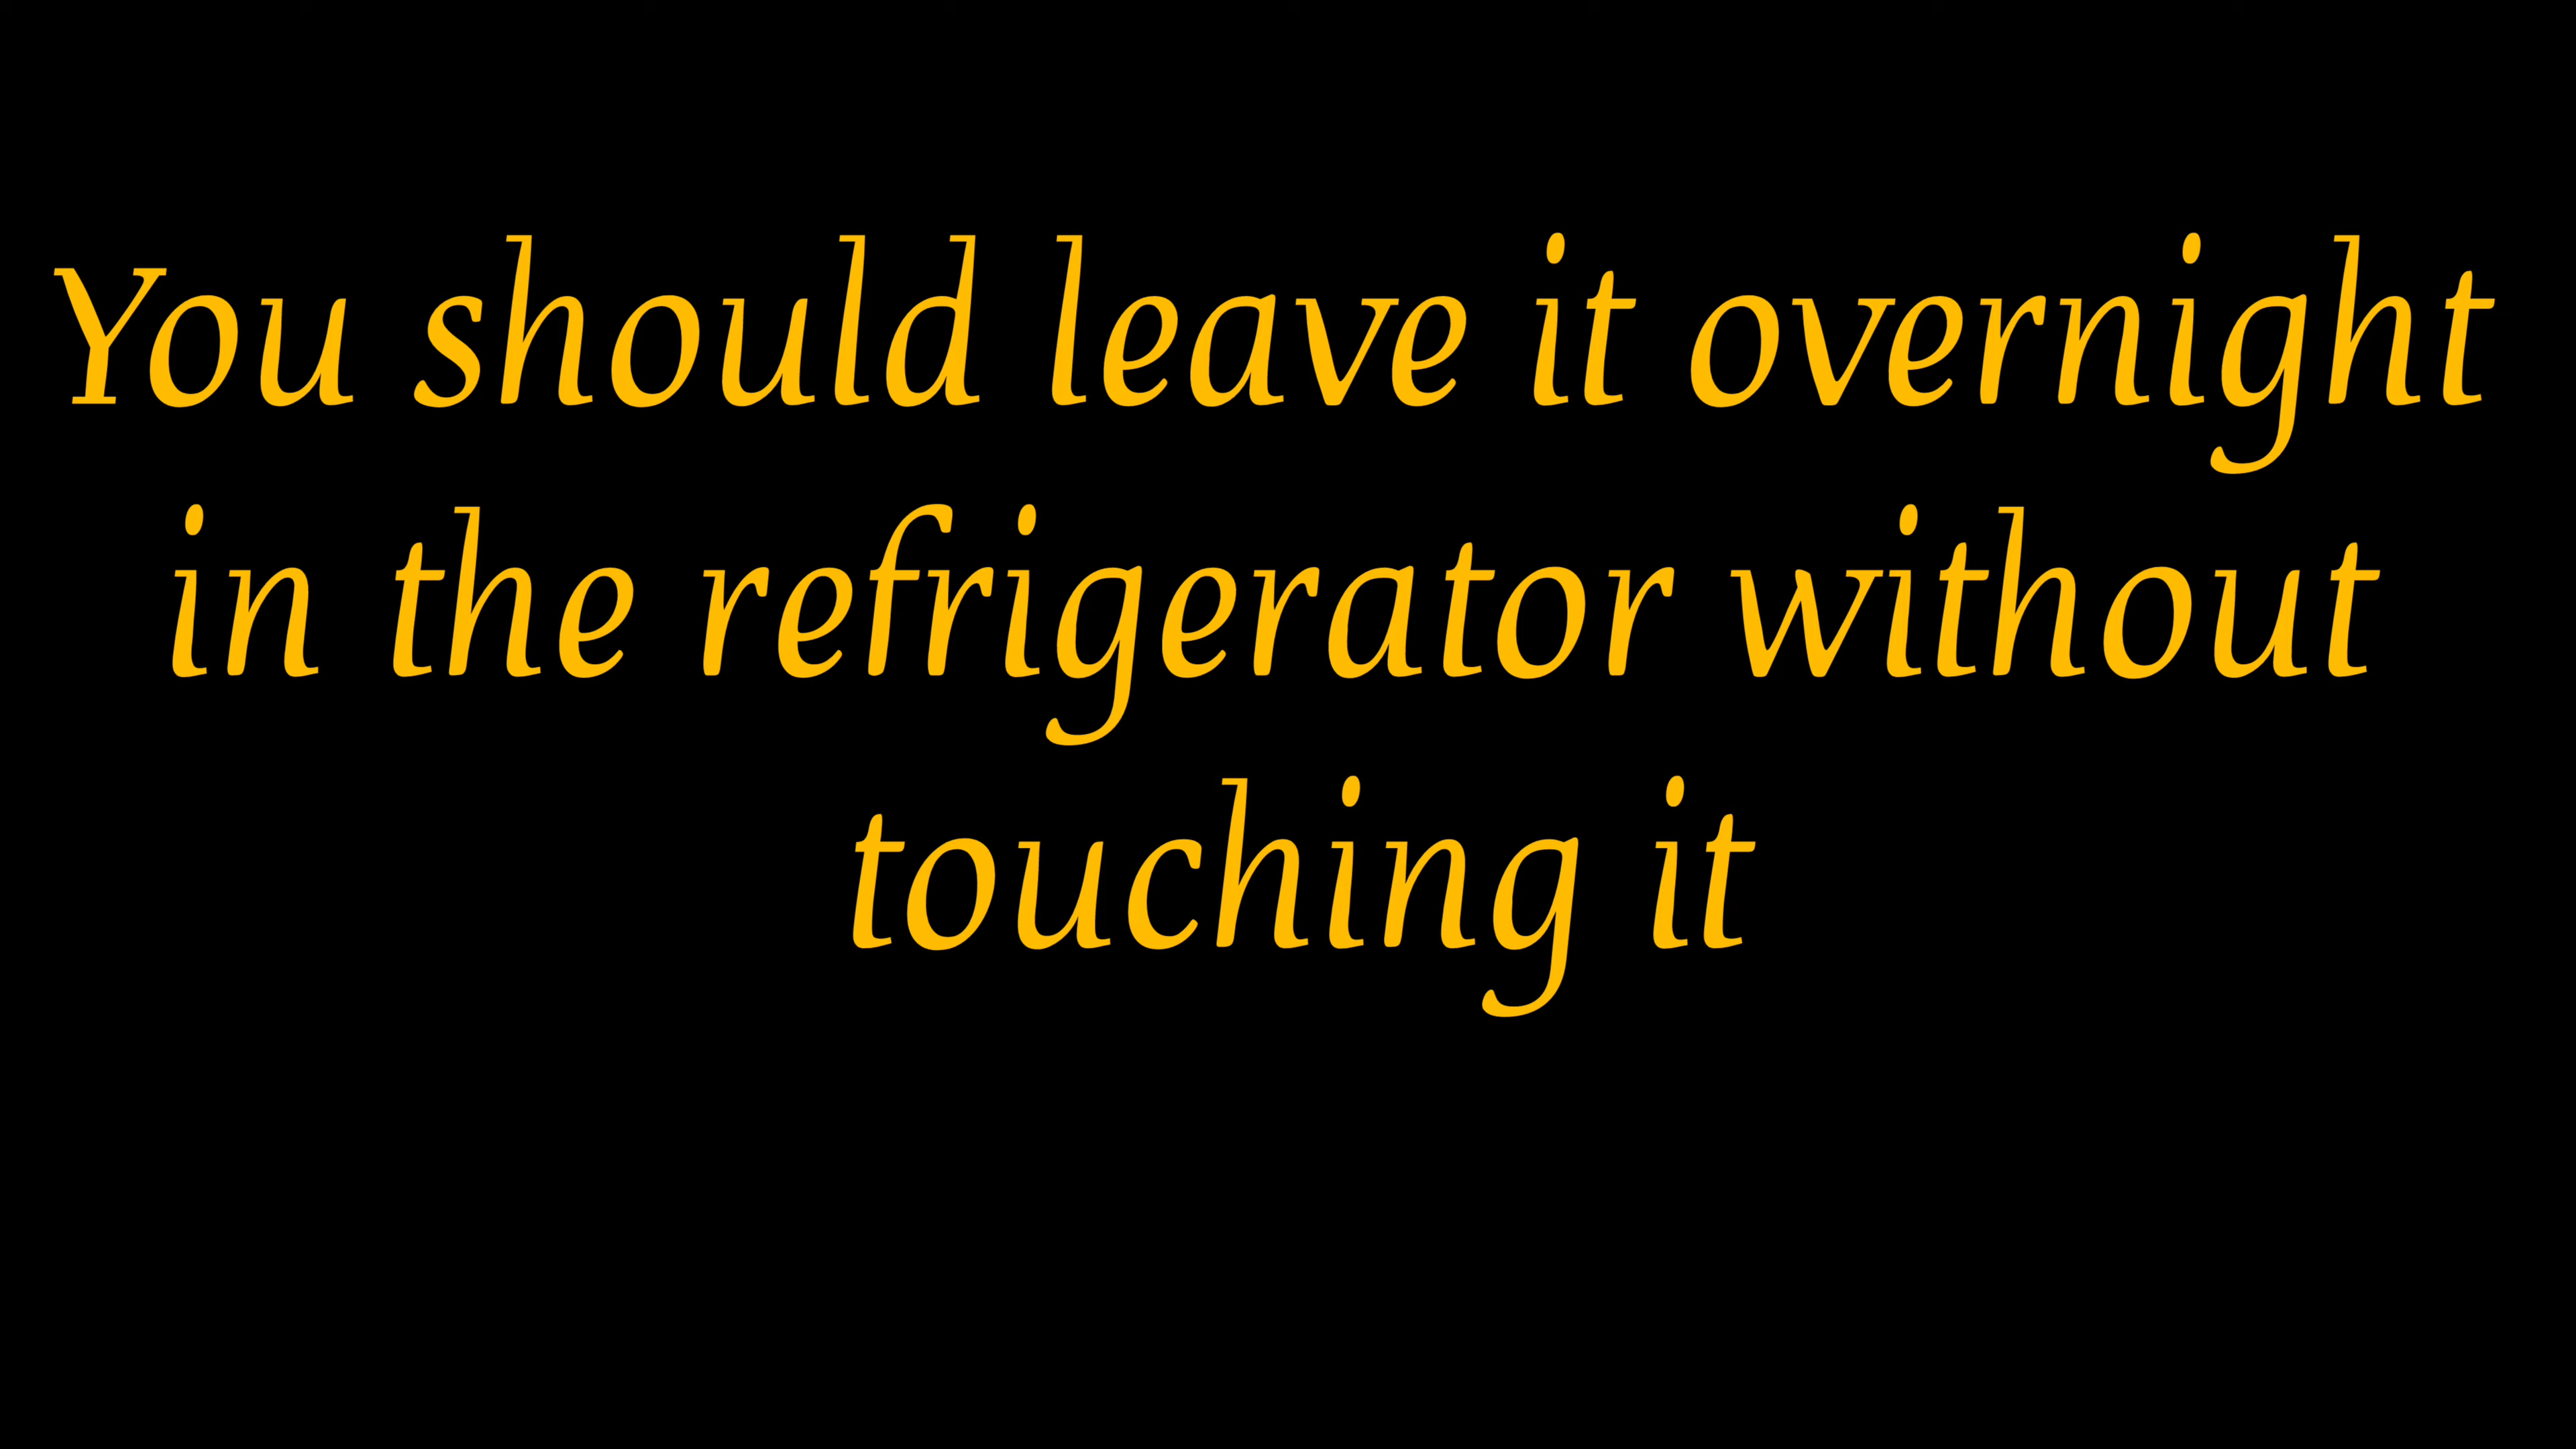 You should leave it overnight
in the refrigerator without
touching it